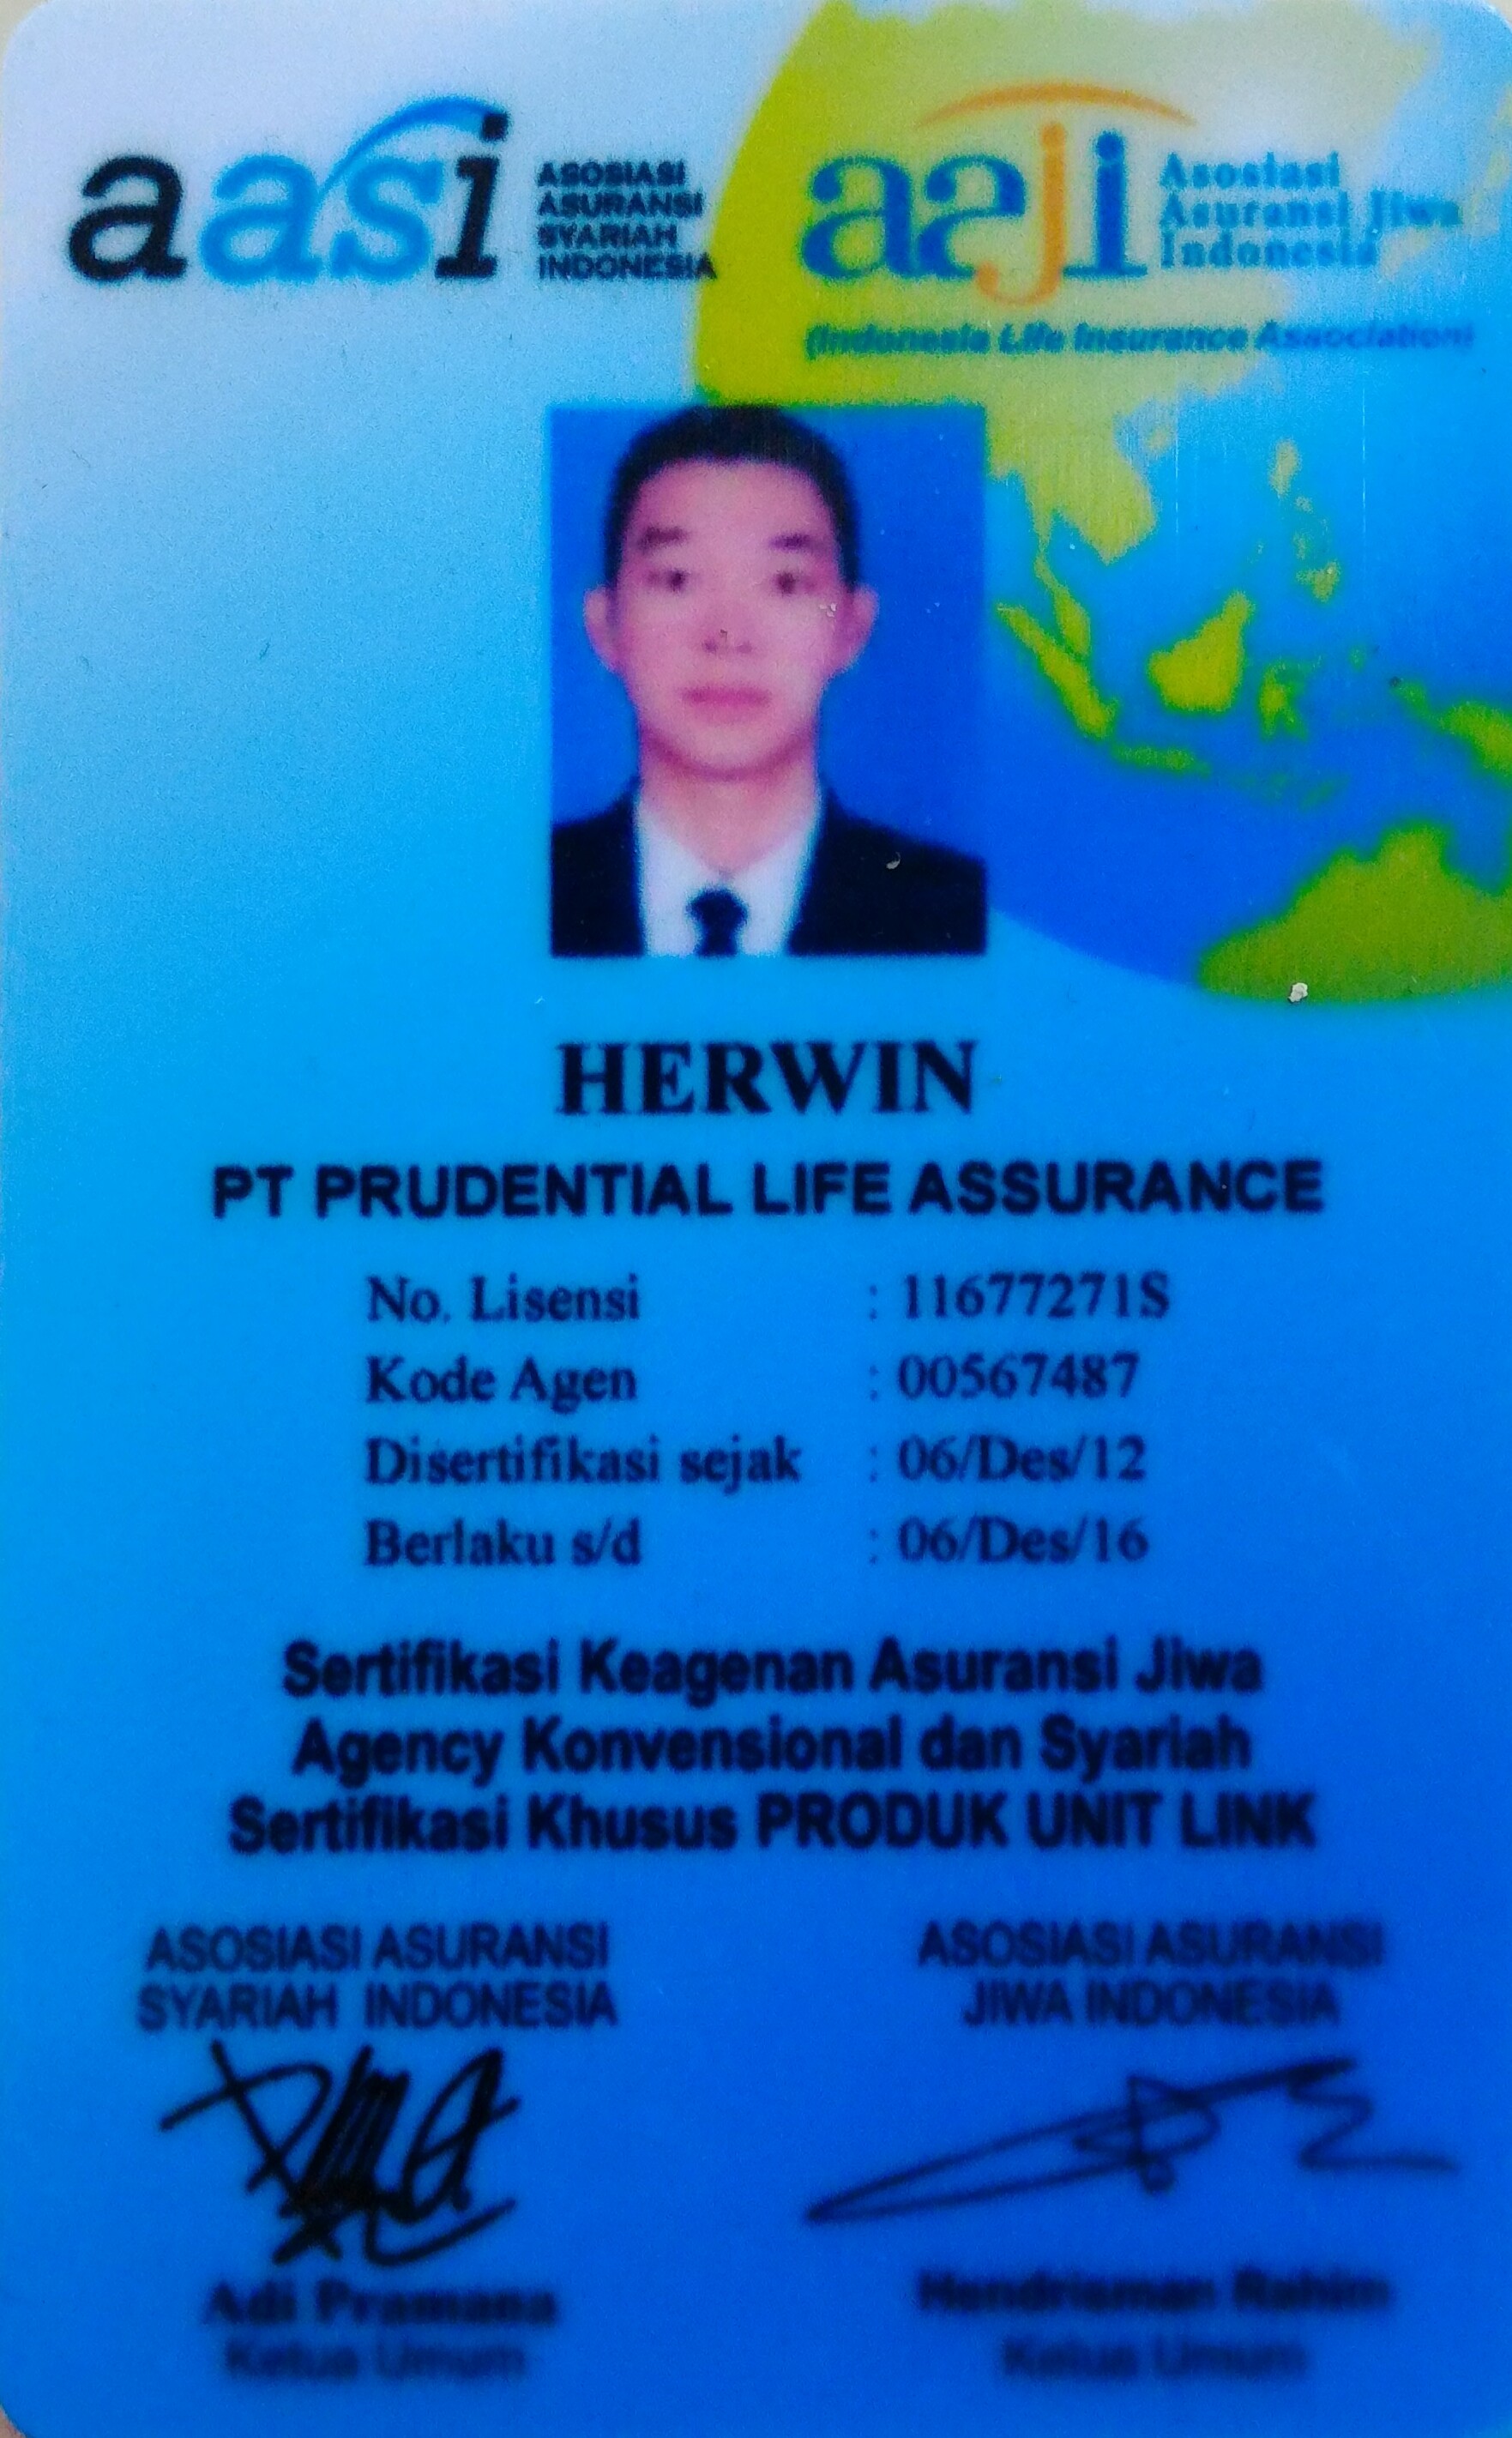 aasi
ASOSIASI
ASURANSI
SYARIAH
INDONESIA
aaji
Asosiasi
Asuransi Jiwa
Indonesia
(Indonesia Life Insurance Association)
HERWIN
PT PRUDENTIAL LIFE ASSURANCE
No. Lisensi : 11677271S
Kode Agen : 00567487
Disertifikasi sejak : 06/Des/12
Berlaku s/d : 06/Des/16
Sertifikasi Keagenan Asuransi Jiwa
Agency Konvensional dan Syariah
Sertifikasi Khusus PRODUK UNIT LINK
ASOSIASI ASURANSI
SYARIAH INDONESIA
Adi Pramana
Ketua Umum
ASOSIASI ASURANSI
JIWA INDONESIA
Hendrisman Rahim
Ketua Umum